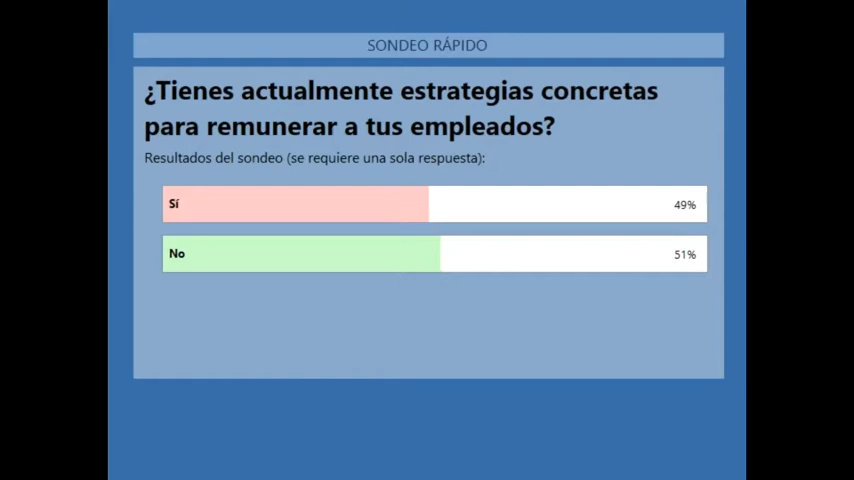 SONDEO RÁPIDO
¿Tienes actualmente estrategias concretas
para remunerar a tus empleados?
Resultados del sondeo (se requiere una sola respuesta):
Sí 49%
No 51%